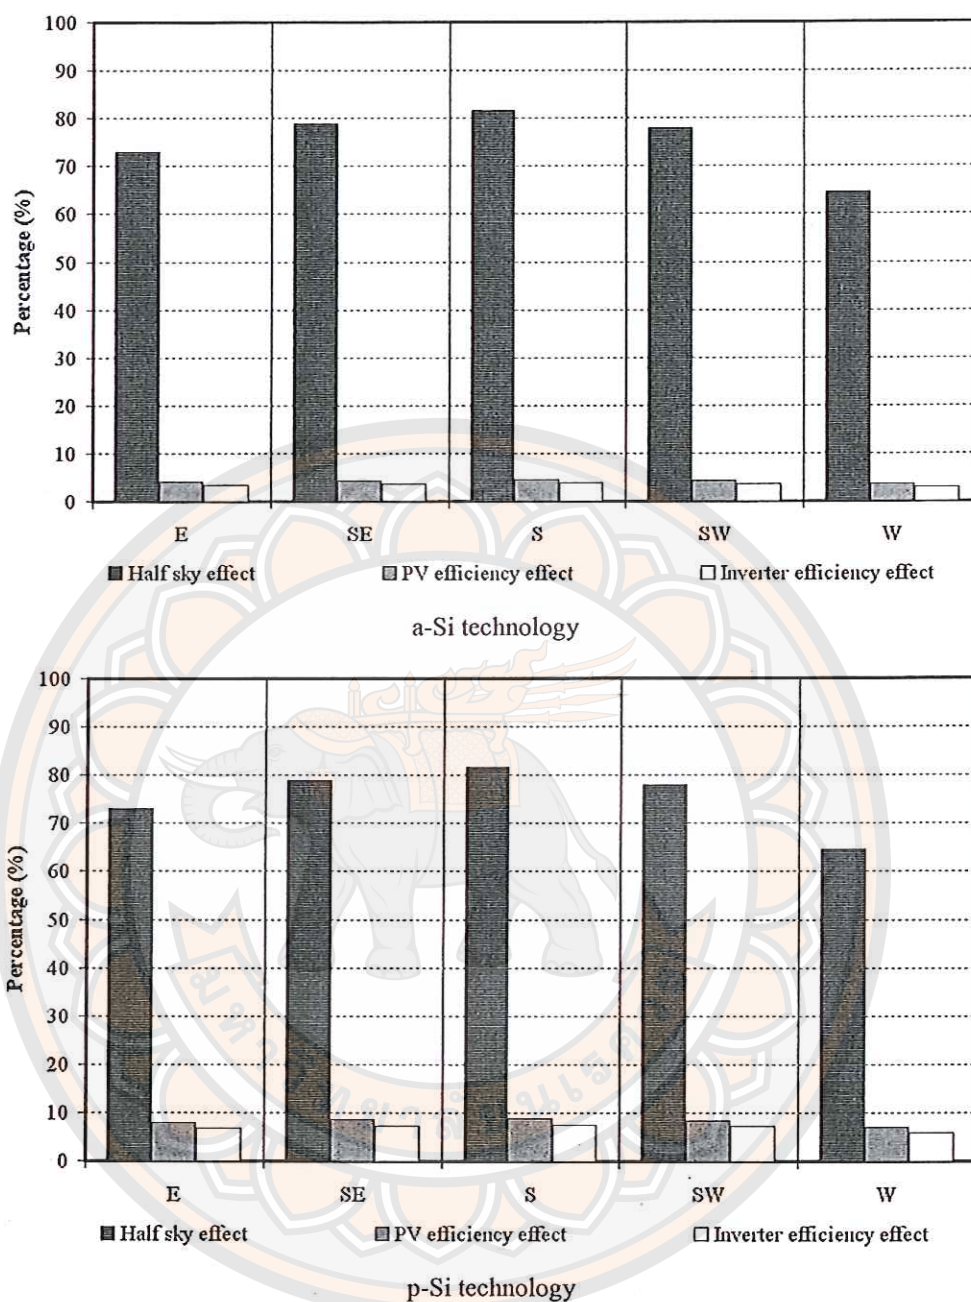 100
90
80
70
60
50
40
30
20
10
0
Percentage (%)
E SE S SW W
Half sky effect PV efficiency effect Inverter efficiency effect
a-Si technology
100
90
80
70
60
50
40
30
20
10
0
Percentage (%)
E SE S SW W
Half sky effect PV efficiency effect Inverter efficiency effect
p-Si technology